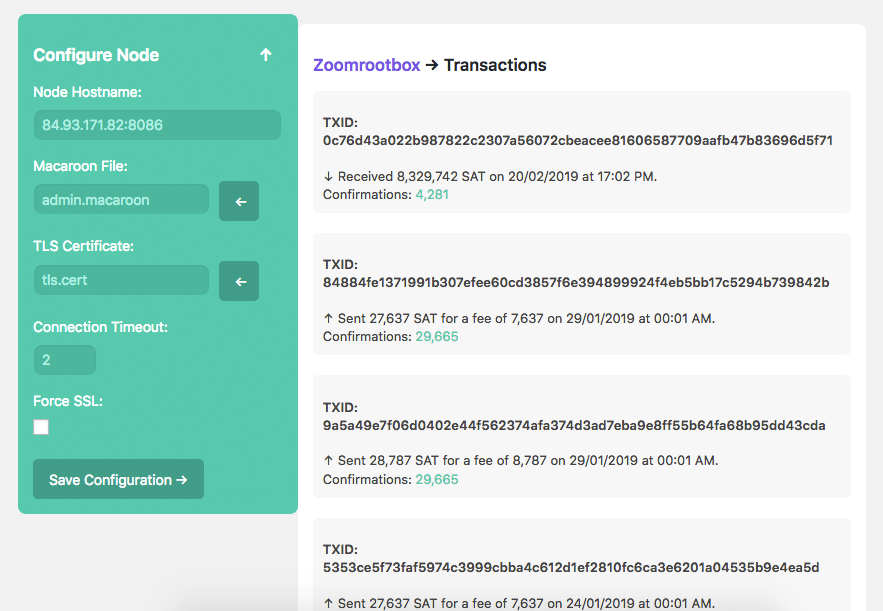 Configure Node ↑
Node Hostname:
84.93.171.82:8086
Macaroon File:
admin.macaroon
←
TLS Certificate:
tls.cert
←
Connection Timeout:
2
Force SSL:
Save Configuration →
Zoomrootbox → Transactions
TXID:
0c76d43a022b987822c2307a56072cbeacee81606587709aafb47b83696d5f71
↓ Received 8,329,742 SAT on 20/02/2019 at 17:02 PM.
Confirmations: 4,281
TXID:
84884fe1371991b307efee60cd3857f6e394899924f4eb5bb17c5294b739842b
↑ Sent 27,637 SAT for a fee of 7,637 on 29/01/2019 at 00:01 AM.
Confirmations: 29,665
TXID:
9a5a49e7f06d0402e44f562374afa374d3ad7eba9e8ff55b64fa68b95dd43cda
↑ Sent 28,787 SAT for a fee of 8,787 on 29/01/2019 at 00:01 AM.
Confirmations: 29,665
TXID:
5353ce5f73faf5974c3999cbba4c612d1ef2810fc6ca3e6201a04535b9e4ea5d
↑ Sent 27,637 SAT for a fee of 7,637 on 24/01/2019 at 00:01 AM.